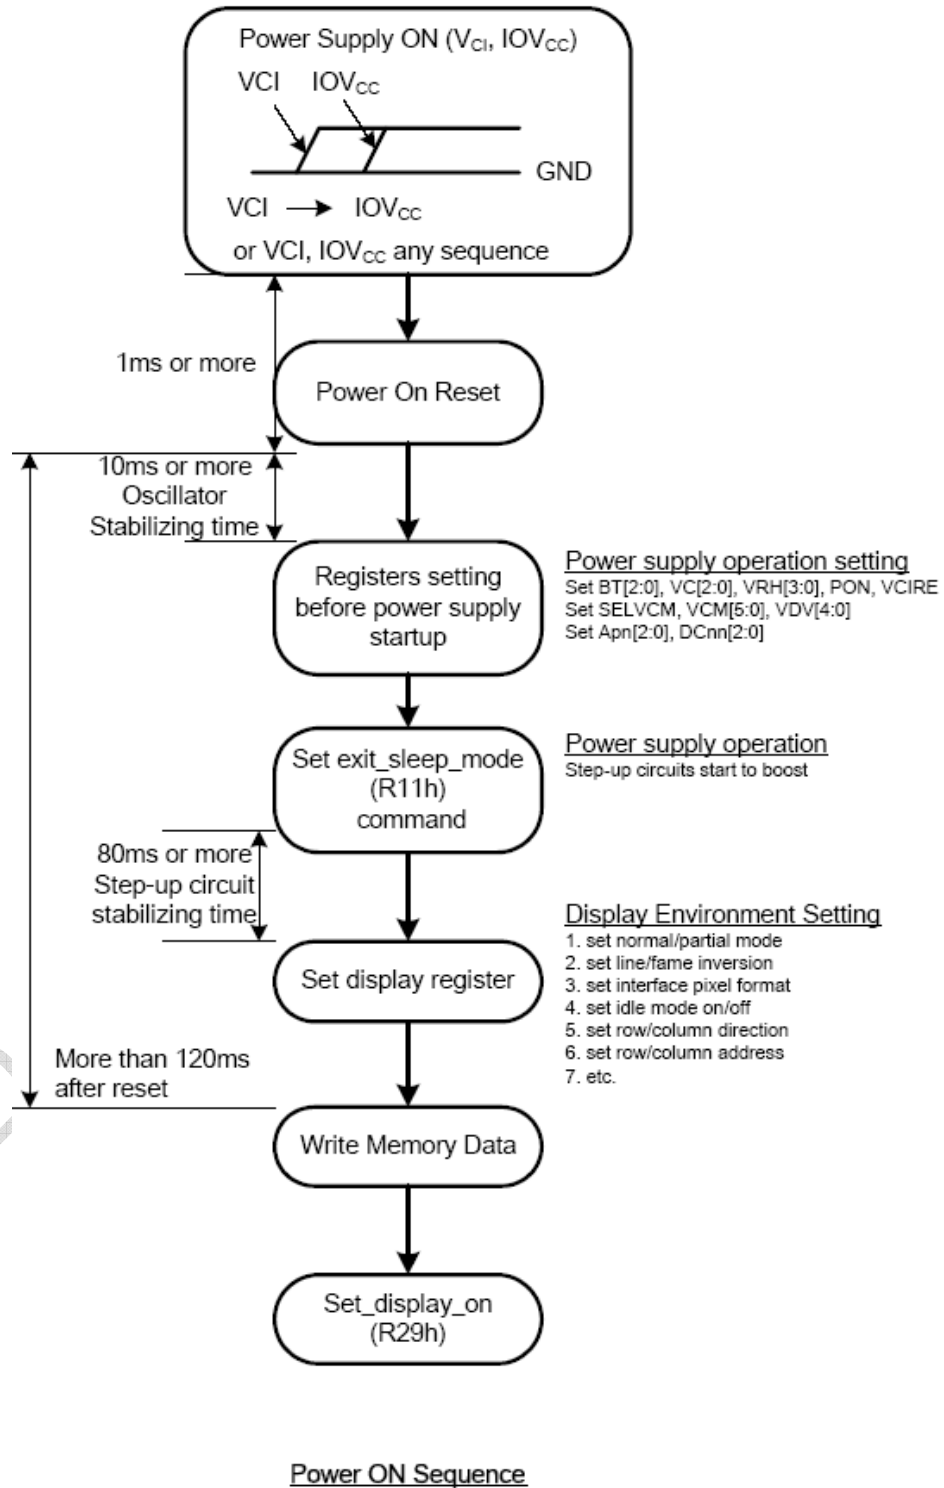 Power Supply ON (VCI, IOVCC)
VCI IOVCC
GND
VCI → IOVCC
or VCI, IOVCC any sequence
1ms or more
Power On Reset
10ms or more
Oscillator
Stabilizing time
Registers setting
before power supply
startup
Power supply operation setting
Set BT[2:0], VC[2:0], VRH[3:0], PON, VCIRE
Set SELVCM, VCM[5:0], VDV[4:0]
Set Apn[2:0], DCnn[2:0]
Set exit_sleep_mode
(R11h)
command
Power supply operation
Step-up circuits start to boost
80ms or more
Step-up circuit
stabilizing time
Set display register
Display Environment Setting
1. set normal/partial mode
2. set line/fame inversion
3. set interface pixel format
4. set idle mode on/off
5. set row/column direction
6. set row/column address
7. etc.
More than 120ms
after reset
Write Memory Data
Set_display_on
(R29h)
Power ON Sequence